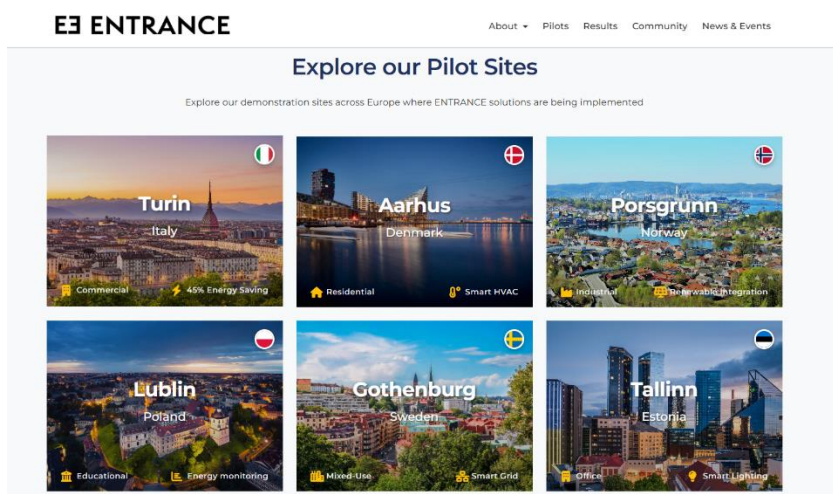 EE ENTRANCE
About Pilots Results Community News & Events
Explore our Pilot Sites
Explore our demonstration sites across Europe where ENTRANCE solutions are being implemented
Turin
Italy
Commercial 45% Energy Saving
Aarhus
Denmark
Residential Smart HVAC
Porsgrunn
Norway
Industrial Renewable Integration
Lublin
Poland
Educational Energy monitoring
Gothenburg
Sweden
Mixed-Use Smart Grid
Tallinn
Estonia
Office Smart Lighting